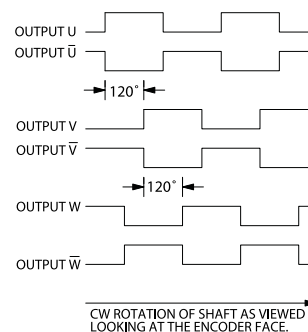 OUTPUT U
OUTPUT U̅
120°
OUTPUT V
OUTPUT V̅
120°
OUTPUT W
OUTPUT W̅
CW ROTATION OF SHAFT AS VIEWED
LOOKING AT THE ENCODER FACE.